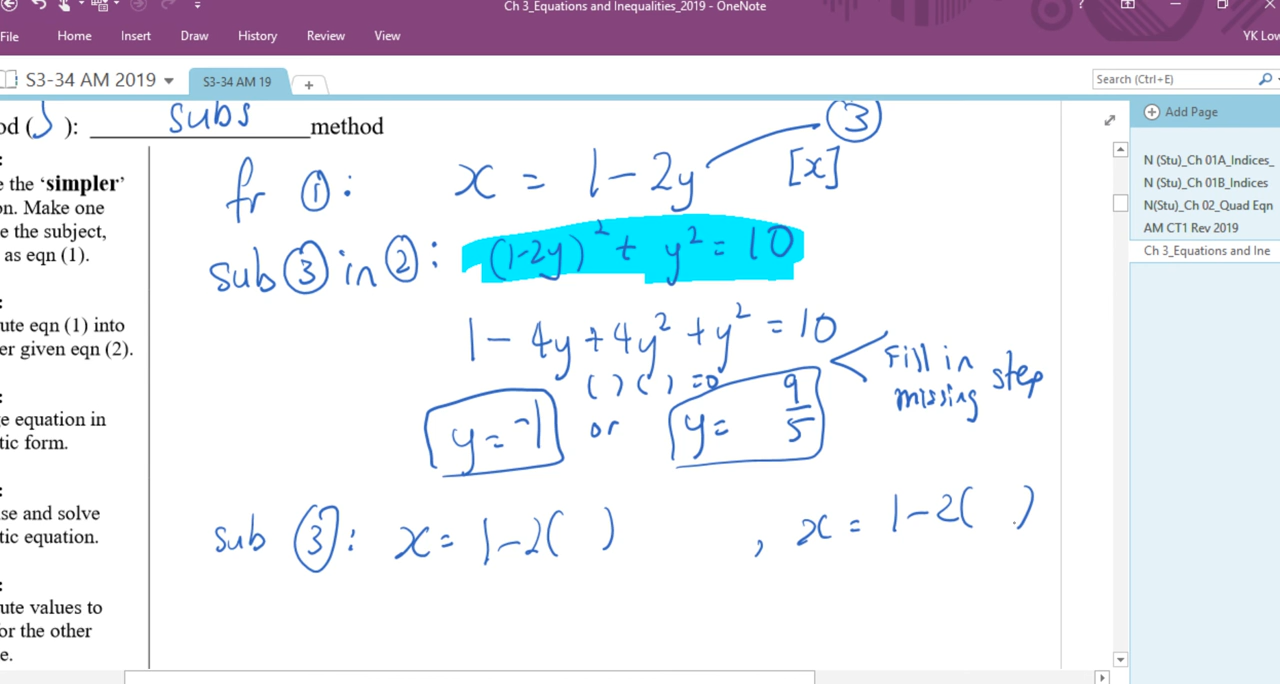 Ch 3_Equations and Inequalities_2019 - OneNote
File Home Insert Draw History Review View
YK Low
S3-34 AM 2019
S3-34 AM 19
+
Search (Ctrl+E)
Add Page
N (Stu)_Ch 01A_Indices_
N (Stu)_Ch 01B_Indices
N(Stu)_Ch 02_Quad Eqn
AM CT1 Rev 2019
Ch 3_Equations and Ine
od ( ): subs method
:
e the ‘simpler’
on. Make one
e the subject,
as eqn (1).
:
ute eqn (1) into
er given eqn (2).
:
e equation in
tic form.
:
se and solve
tic equation.
:
ute values to
or the other
e.
fr ①: x = 1 - 2y ③
[x]
sub ③ in ②: (1-2y)² + y² = 10
1 - 4y + 4y² + y² = 10
( ) ( ) = 0
Fill in missing step
y = -1 or y = 9/5
sub ③: x = 1-2( ) , x = 1-2( )